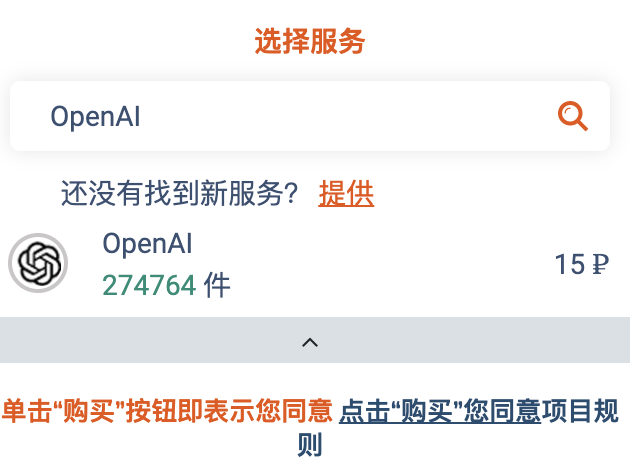 选择服务
OpenAI
还没有找到新服务? 提供
OpenAI
274764 件
15 ₽
单击“购买”按钮即表示您同意 点击“购买”您同意项目规
则